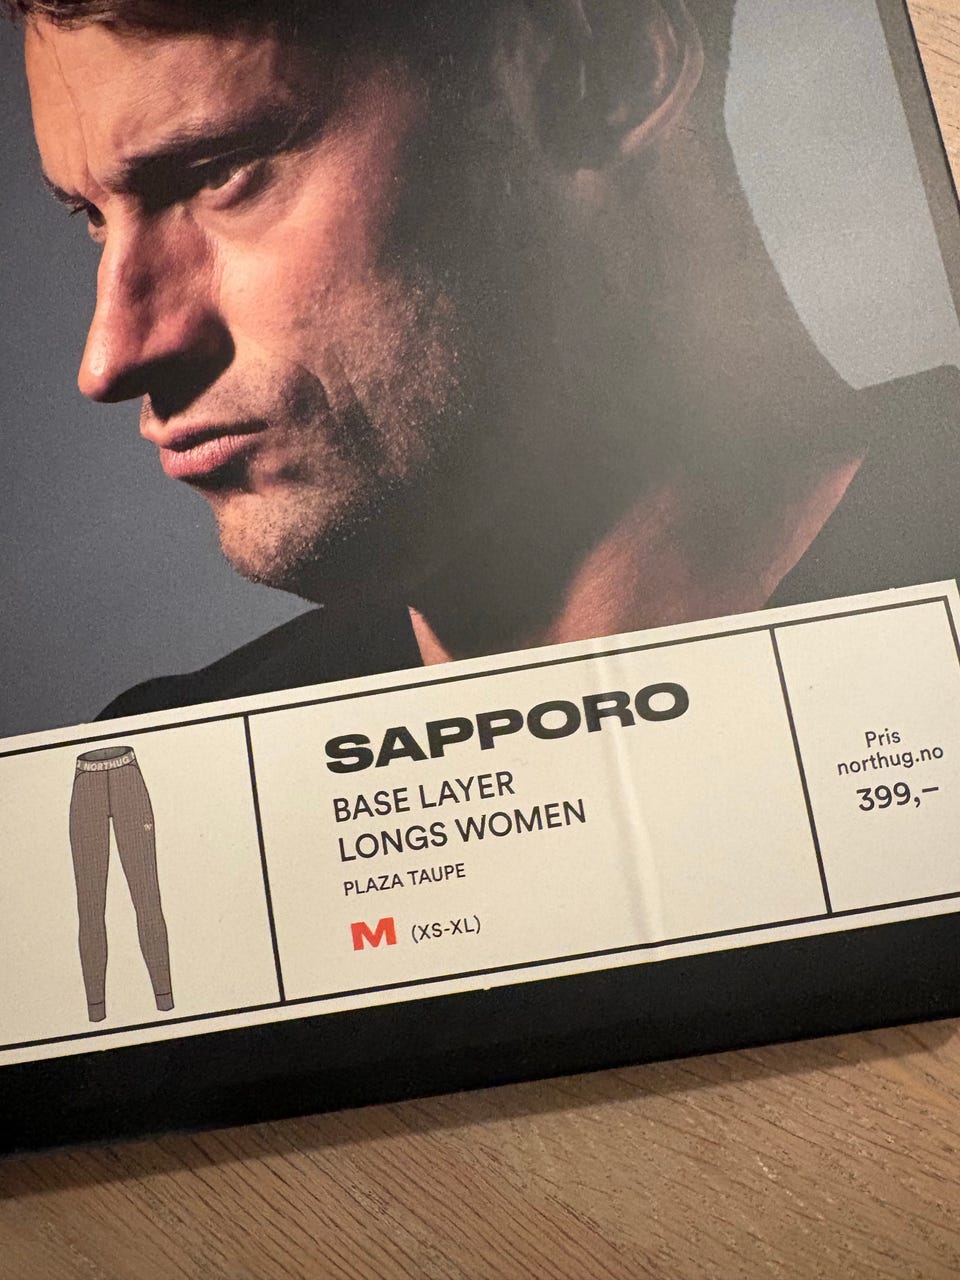 NORTHUG
SAPPORO
BASE LAYER
LONGS WOMEN
PLAZA TAUPE
M (XS-XL)
Pris
northug.no
399,–